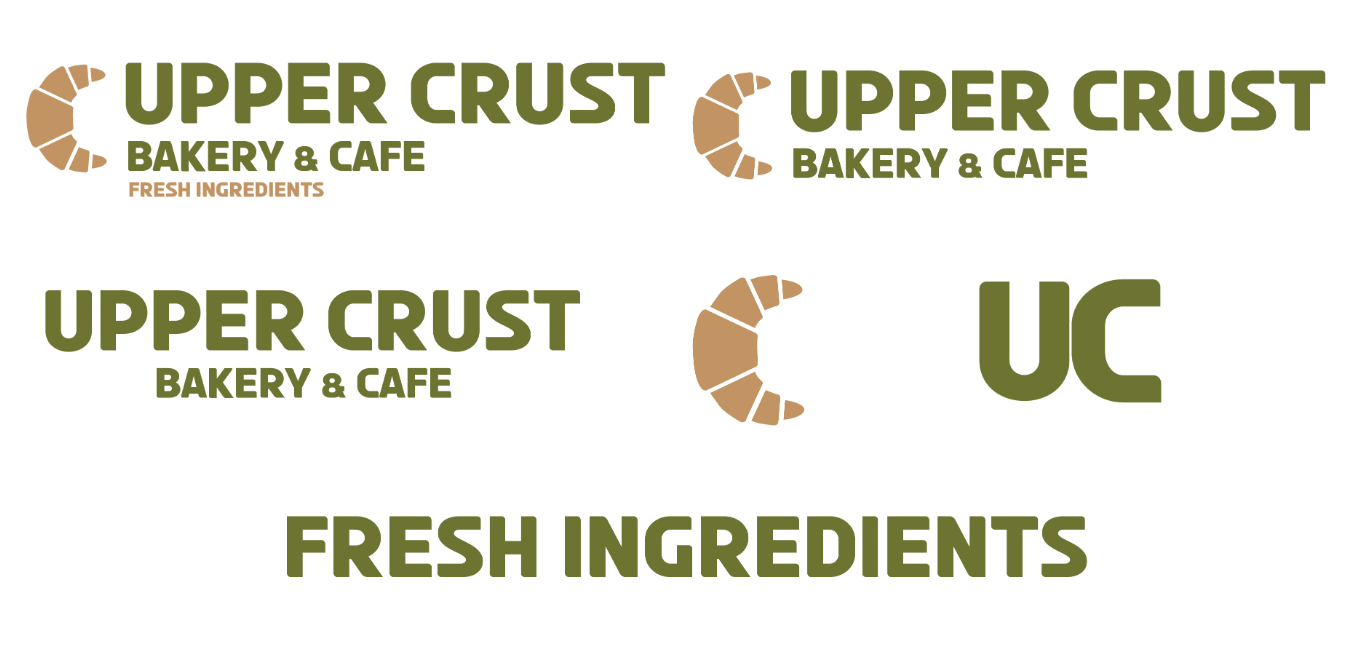 UPPER CRUST
BAKERY & CAFE
FRESH INGREDIENTS
UPPER CRUST
BAKERY & CAFE
UPPER CRUST
BAKERY & CAFE
UC
FRESH INGREDIENTS